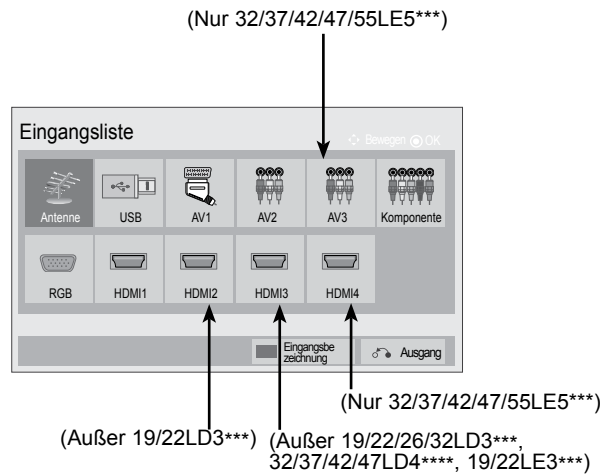 (Nur 32/37/42/47/55LE5***)
Eingangsliste
Bewegen OK
Antenne USB AV1 AV2 AV3 Komponente
RGB HDMI1 HDMI2 HDMI3 HDMI4
Eingangsbe
zeichnung
Ausgang
(Nur 32/37/42/47/55LE5***)
(Außer 19/22LD3***)
(Außer 19/22/26/32LD3***,
32/37/42/47LD4****, 19/22LE3***)